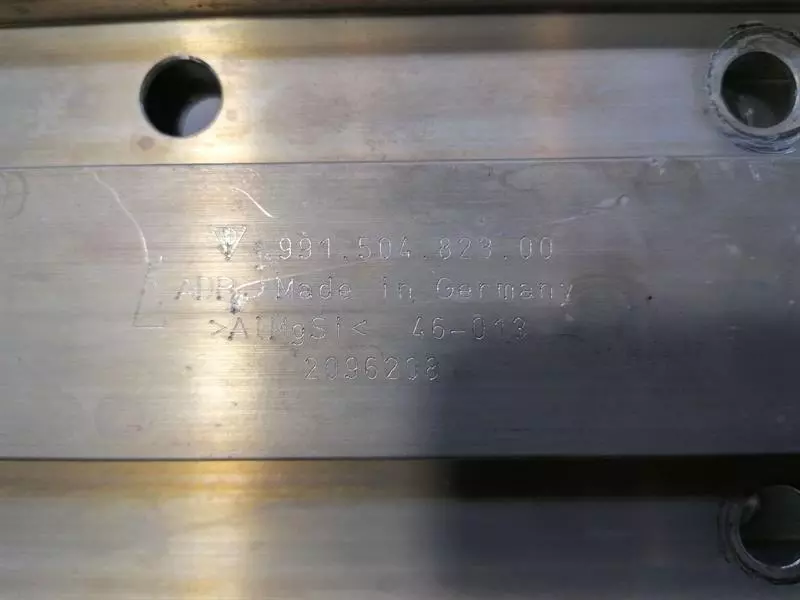 991.504.823.00
Made in Germany
>AlMgSi< 46-013
2096208